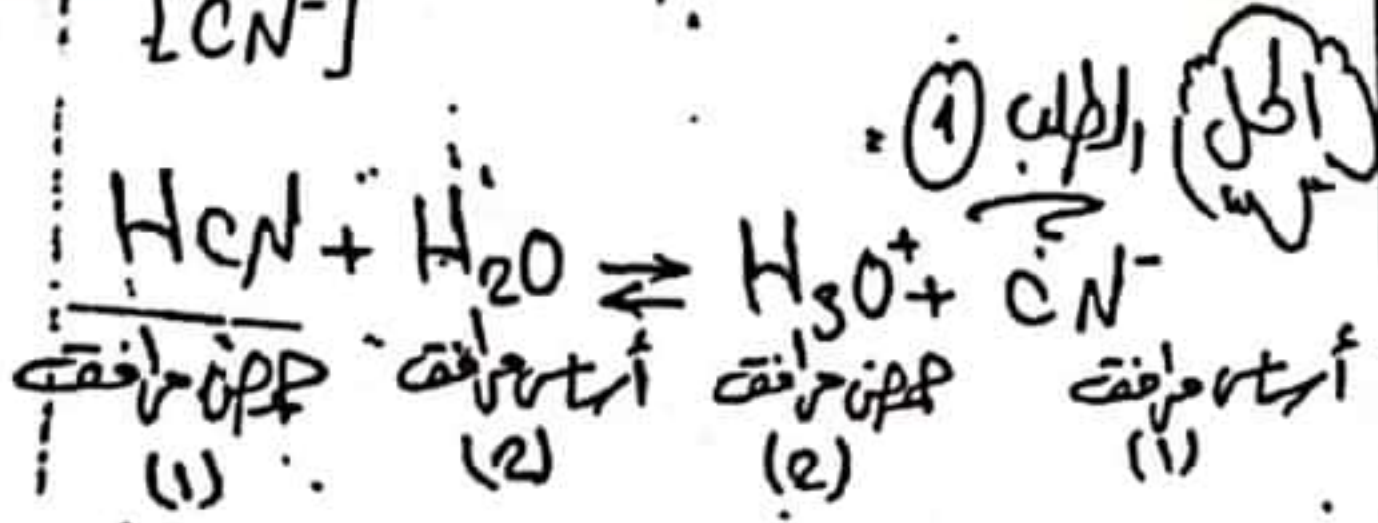 [CN⁻]
الحل الطلب (1) :
HCN + H₂O ⇌ H₃O⁺ + CN⁻
حمض مرافق أساس مرافق حمض مرافق أساس مرافق
(1) (2) (2) (1)